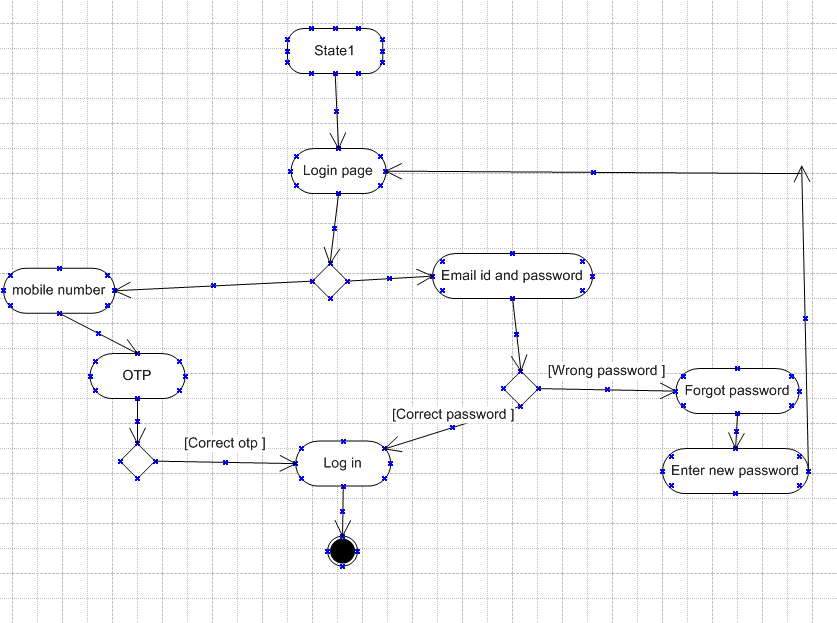 State1
Login page
Email id and password
mobile number
[Wrong password ]
OTP
Forgot password
[Correct password ]
[Correct otp ]
Log in
Enter new password